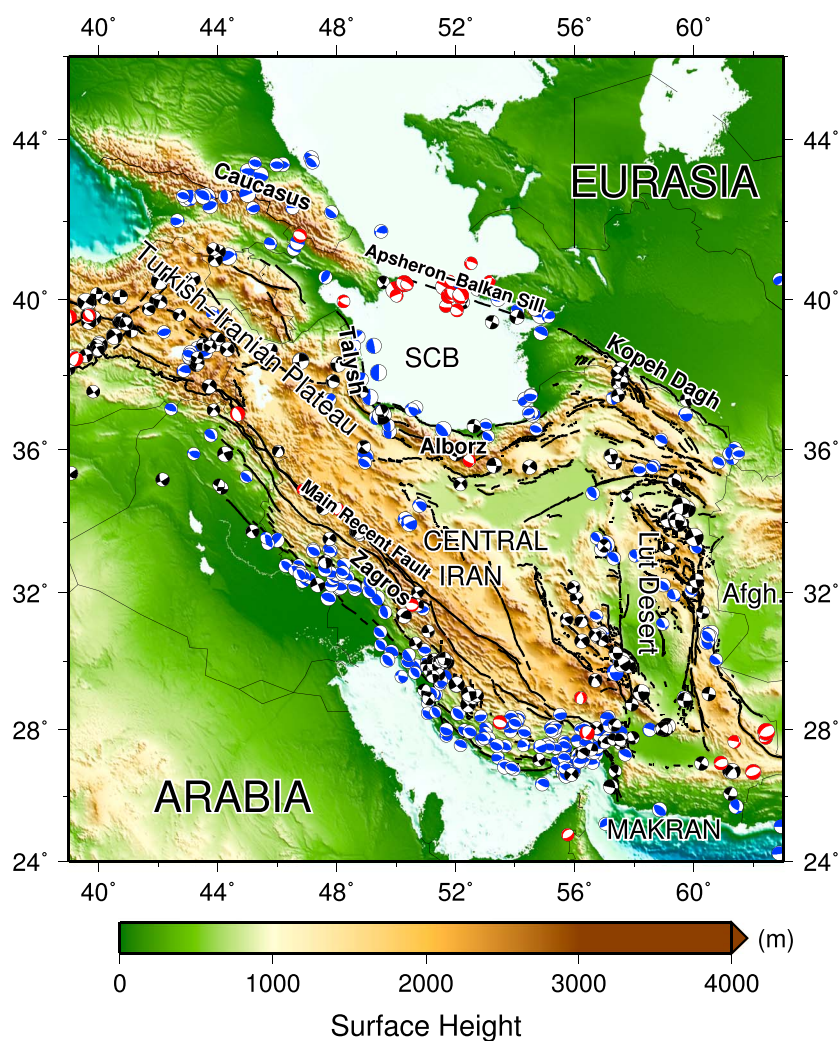 40˚ 44˚ 48˚ 52˚ 56˚ 60˚
44˚ 44˚
Caucasus
EURASIA
Turkish-Iranian Plateau
Apsheron-Balkan Sill
40˚ 40˚
Talysh
SCB
Kopeh Dagh
36˚ 36˚
Alborz
Main Recent Fault
CENTRAL
IRAN
Zagros
Lut Desert
32˚ 32˚
Afgh.
28˚ 28˚
ARABIA
MAKRAN
24˚ 24˚
40˚ 44˚ 48˚ 52˚ 56˚ 60˚
(m)
0 1000 2000 3000 4000
Surface Height